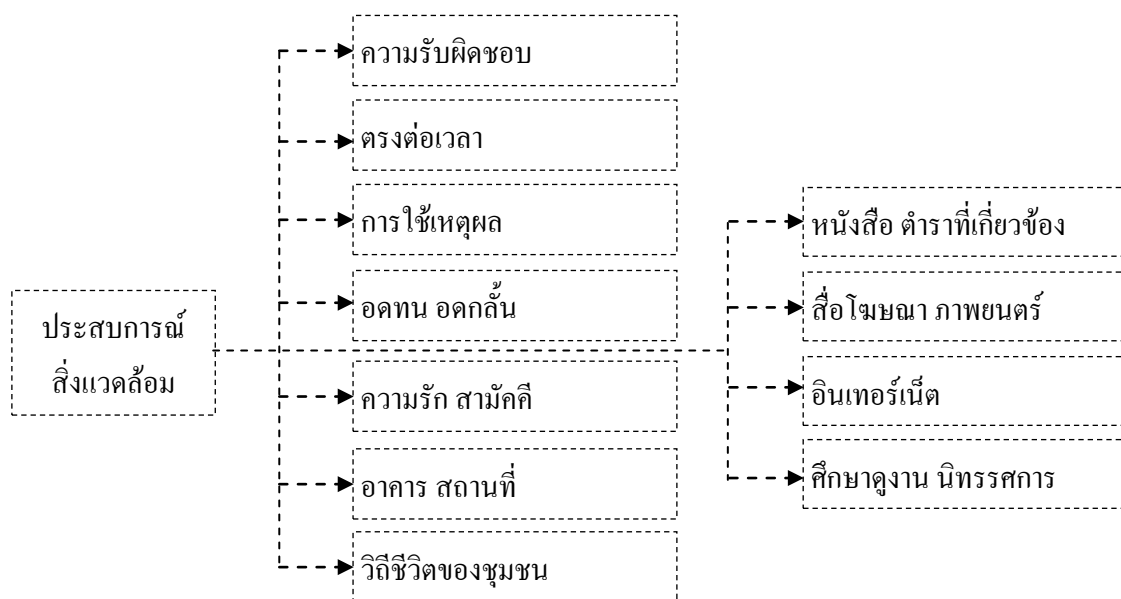 ประสบการณ์
สิ่งแวดล้อม
ความรับผิดชอบ
ตรงต่อเวลา
การใช้เหตุผล
อดทน อดกลั้น
ความรัก สามัคคี
อาคาร สถานที่
วิถีชีวิตของชุมชน
หนังสือ ตำราที่เกี่ยวข้อง
สื่อโฆษณา ภาพยนตร์
อินเทอร์เน็ต
ศึกษาดูงาน นิทรรศการ